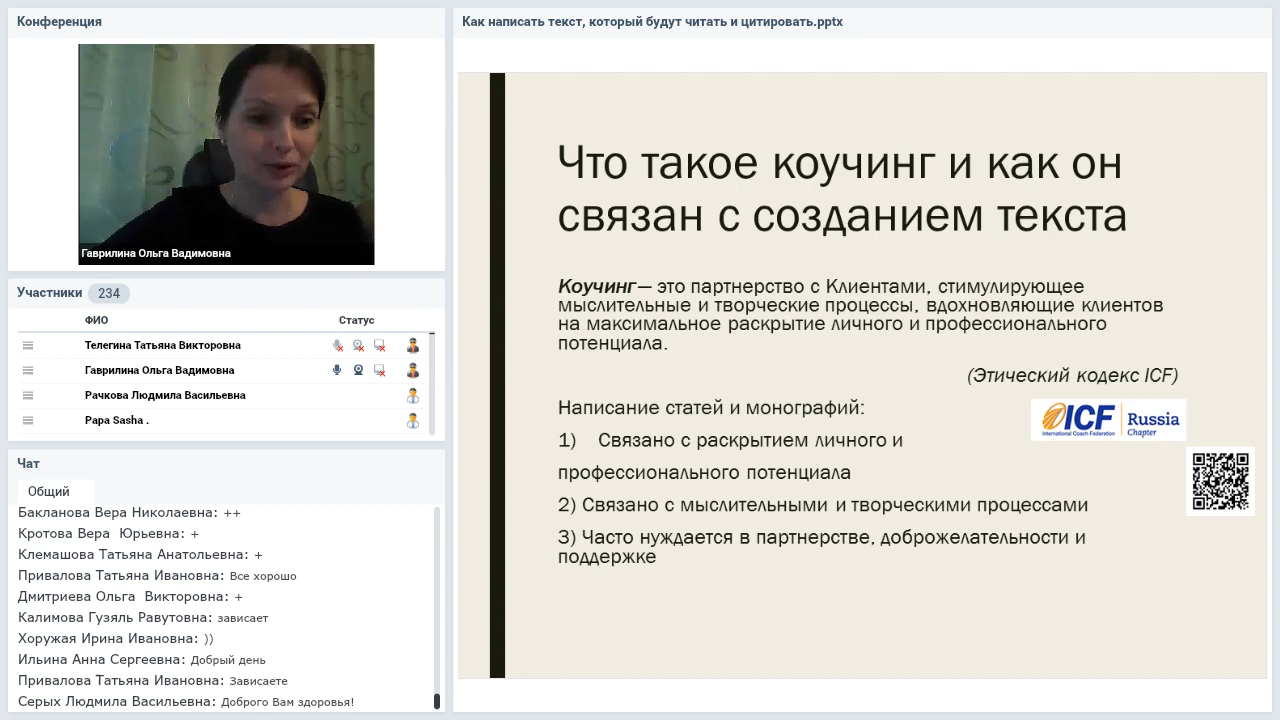 Конференция
Гаврилина Ольга Вадимовна
Участники 234
ФИО Статус
Телегина Татьяна Викторовна
Гаврилина Ольга Вадимовна
Рачкова Людмила Васильевна
Papa Sasha .
Чат
Общий
Бакланова Вера Николаевна: ++
Кротова Вера Юрьевна: +
Клемашова Татьяна Анатольевна: +
Привалова Татьяна Ивановна: Все хорошо
Дмитриева Ольга Викторовна: +
Калимова Гузяль Равутовна: зависает
Хоружая Ирина Ивановна: ))
Ильина Анна Сергеевна: Добрый день
Привалова Татьяна Ивановна: Зависаете
Серых Людмила Васильевна: Доброго Вам здоровья!
Как написать текст, который будут читать и цитировать.pptx
Что такое коучинг и как он
связан с созданием текста
Коучинг— это партнерство с Клиентами, стимулирующее
мыслительные и творческие процессы, вдохновляющие клиентов
на максимальное раскрытие личного и профессионального
потенциала.
(Этический кодекс ICF)
Написание статей и монографий:
1) Связано с раскрытием личного и
профессионального потенциала
2) Связано с мыслительными и творческими процессами
3) Часто нуждается в партнерстве, доброжелательности и
поддержке
ICF
International Coach Federation
Russia
Chapter